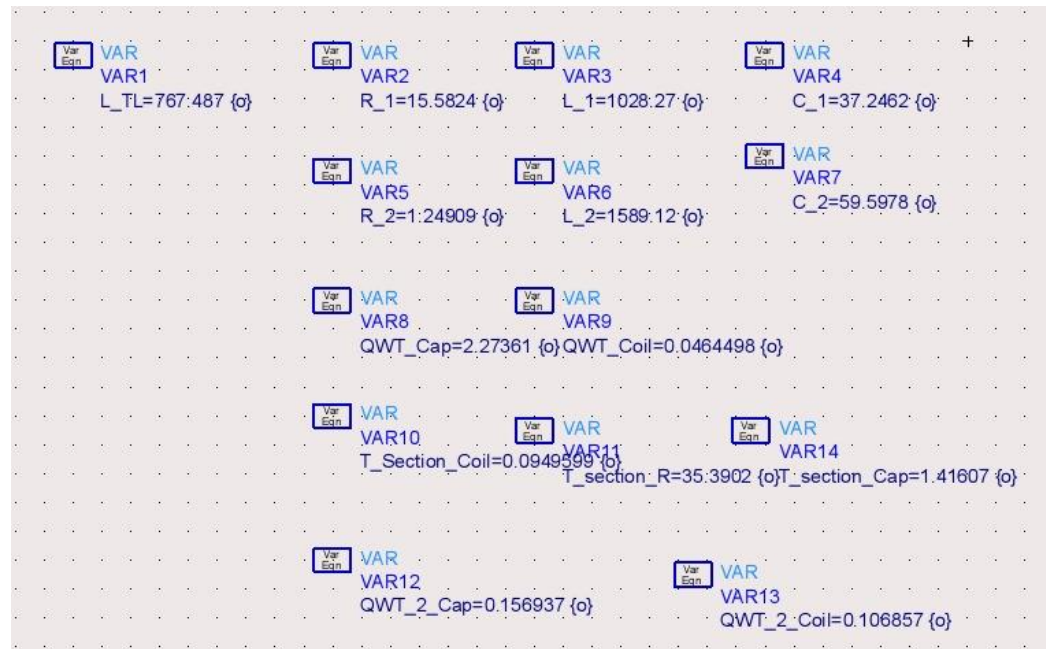 Var Eqn VAR
VAR1
L_TL=767.487 {o}
Var Eqn VAR
VAR2
R_1=15.5824 {o}
Var Eqn VAR
VAR3
L_1=1028.27 {o}
Var Eqn VAR
VAR4
C_1=37.2462 {o}
Var Eqn VAR
VAR5
R_2=1.24909 {o}
Var Eqn VAR
VAR6
L_2=1589.12 {o}
Var Eqn VAR
VAR7
C_2=59.5978 {o}
Var Eqn VAR
VAR8
QWT_Cap=2.27361 {o}
Var Eqn VAR
VAR9
QWT_Coil=0.0464498 {o}
Var Eqn VAR
VAR10
T_Section_Coil=0.0949599 {o}
Var Eqn VAR
VAR11
T_section_R=35.3902 {o}
Var Eqn VAR
VAR14
T_section_Cap=1.41607 {o}
Var Eqn VAR
VAR12
QWT_2_Cap=0.156937 {o}
Var Eqn VAR
VAR13
QWT_2_Coil=0.106857 {o}